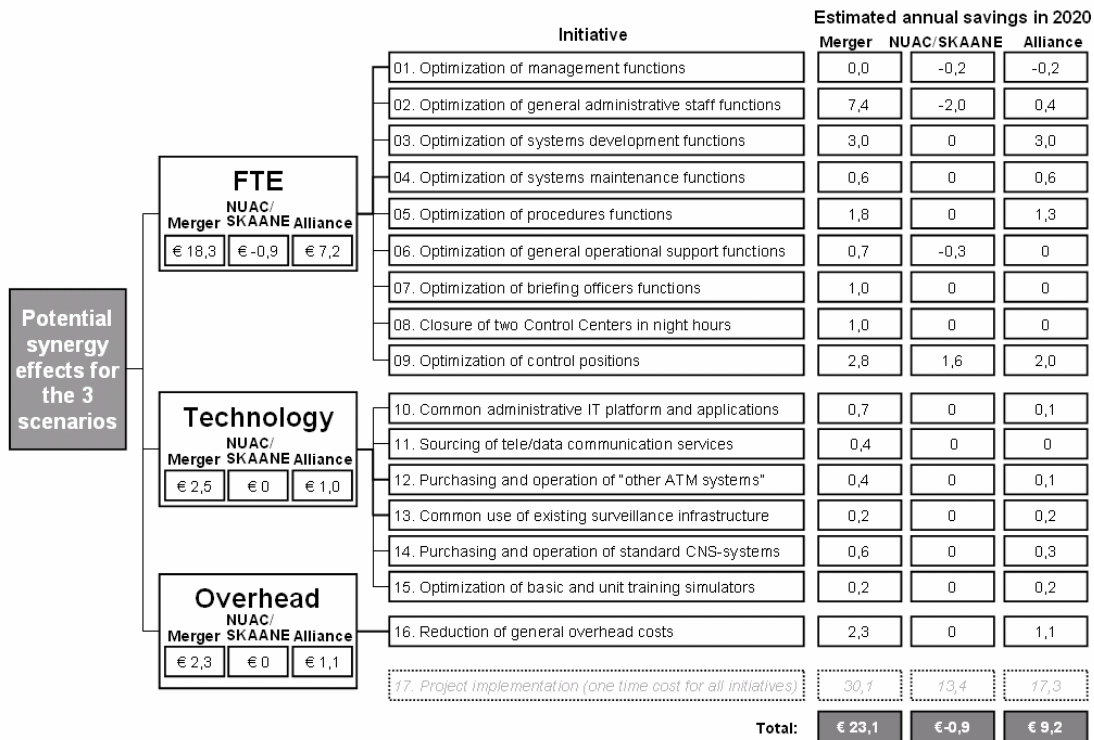 Estimated annual savings in 2020
Initiative
Merger NUAC/SKAANE Alliance
01. Optimization of management functions 0,0 -0,2 -0,2
02. Optimization of general administrative staff functions 7,4 -2,0 0,4
03. Optimization of systems development functions 3,0 0 3,0
04. Optimization of systems maintenance functions 0,6 0 0,6
05. Optimization of procedures functions 1,8 0 1,3
06. Optimization of general operational support functions 0,7 -0,3 0
07. Optimization of briefing officers functions 1,0 0 0
08. Closure of two Control Centers in night hours 1,0 0 0
09. Optimization of control positions 2,8 1,6 2,0
FTE
NUAC/
Merger SKAANE Alliance
€ 18,3 € -0,9 € 7,2
Potential
synergy
effects for
the 3
scenarios
10. Common administrative IT platform and applications 0,7 0 0,1
11. Sourcing of tele/data communication services 0,4 0 0
12. Purchasing and operation of "other ATM systems" 0,4 0 0,1
13. Common use of existing surveillance infrastructure 0,2 0 0,2
14. Purchasing and operation of standard CNS-systems 0,6 0 0,3
15. Optimization of basic and unit training simulators 0,2 0 0,2
Technology
NUAC/
Merger SKAANE Alliance
€ 2,5 € 0 € 1,0
16. Reduction of general overhead costs 2,3 0 1,1
Overhead
NUAC/
Merger SKAANE Alliance
€ 2,3 € 0 € 1,1
17. Project implementation (one time cost for all initiatives) 30,1 13,4 17,3
Total: € 23,1 €-0,9 € 9,2